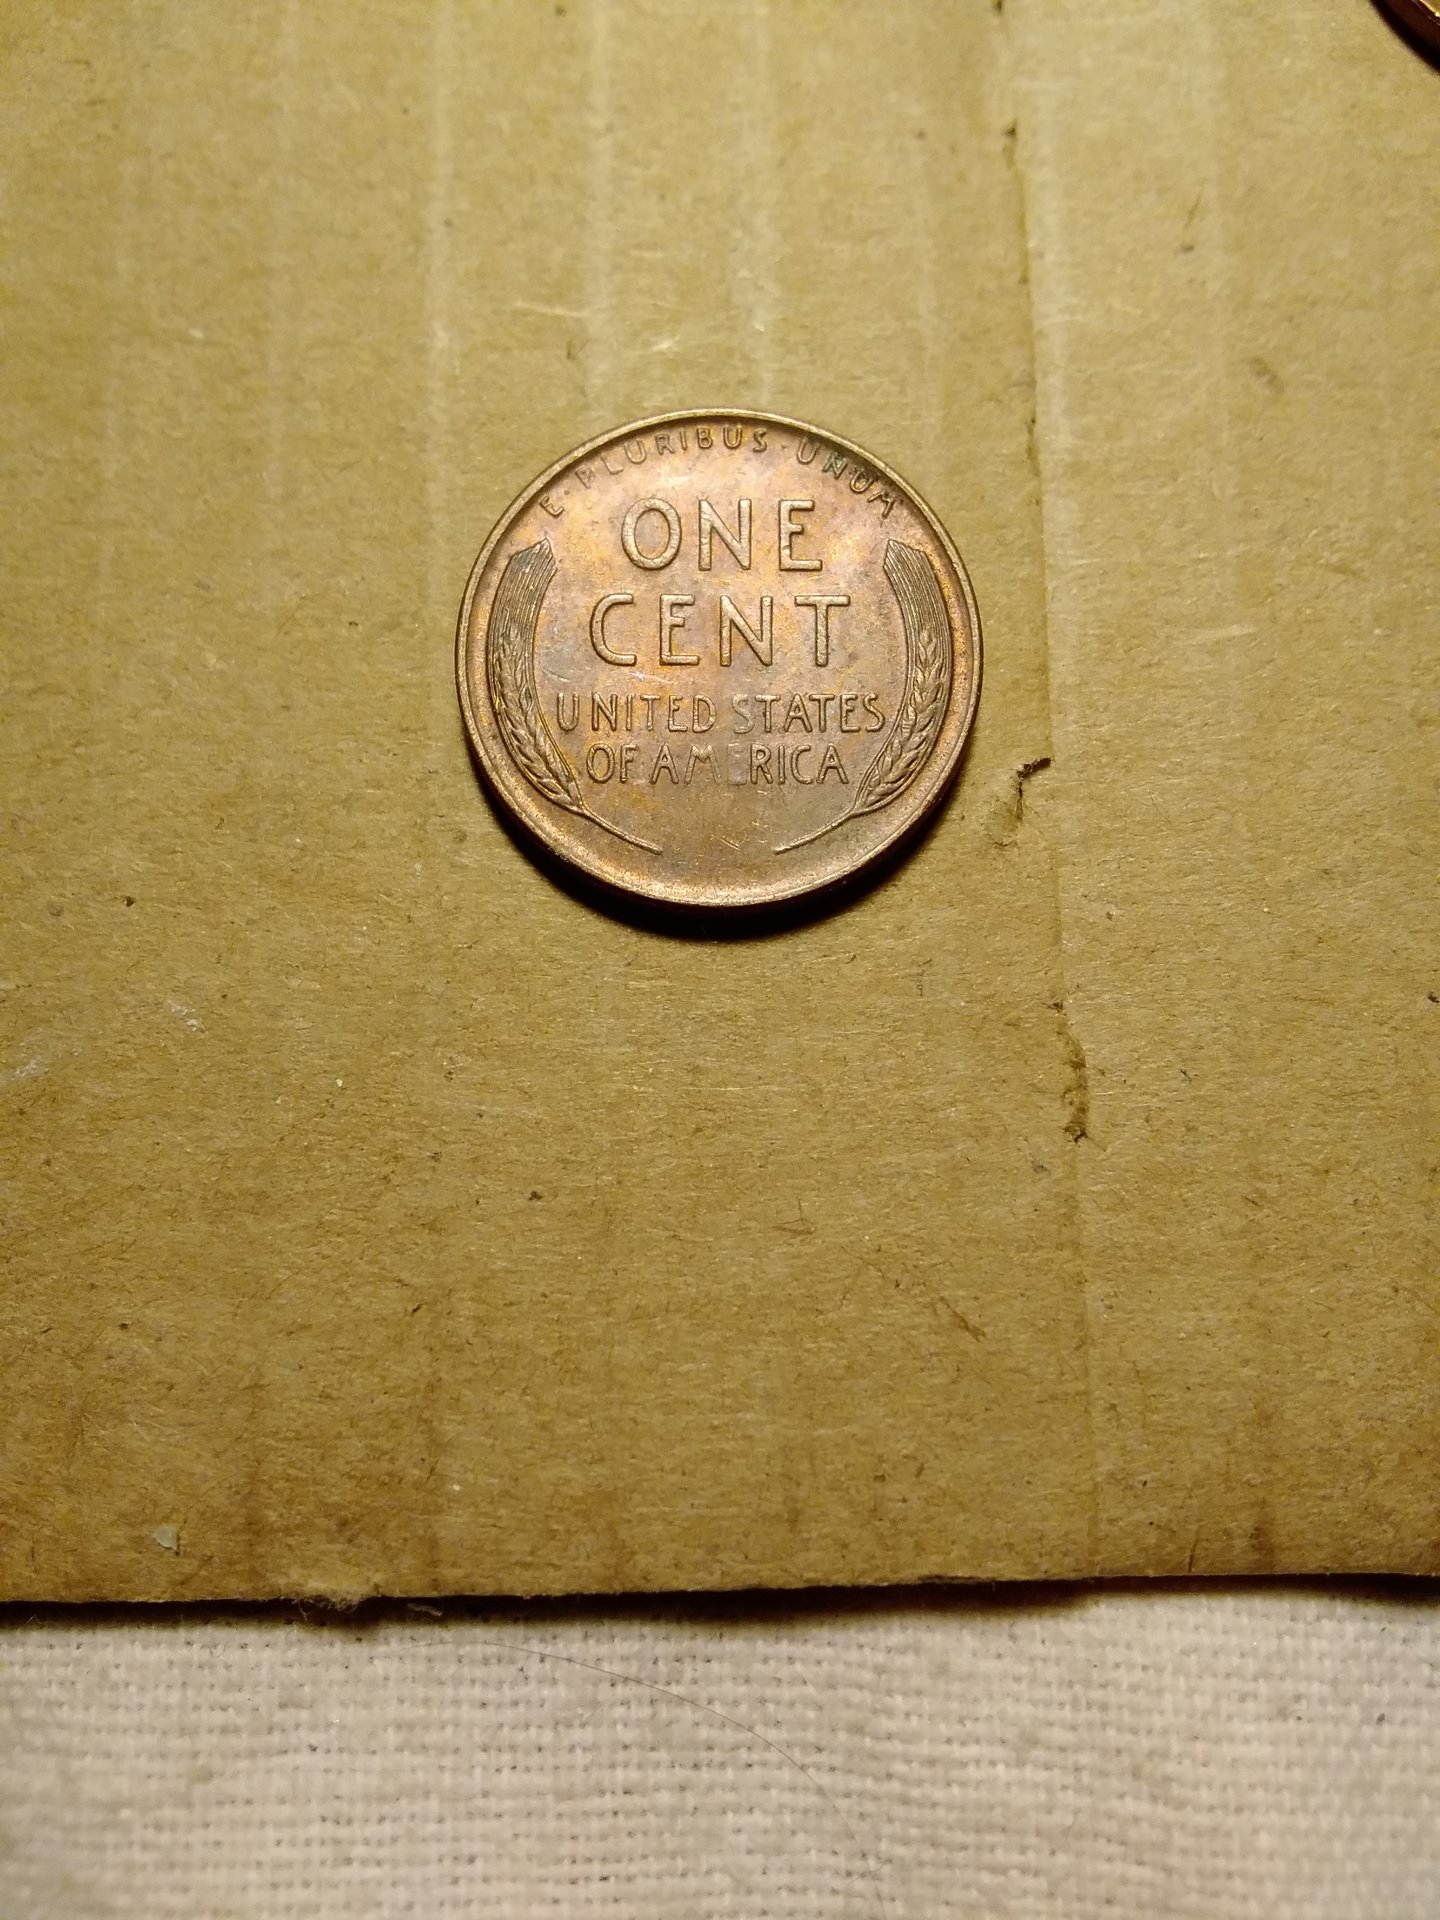 E·PLURIBUS·UNUM
ONE
CENT
UNITED STATES
OF AMERICA